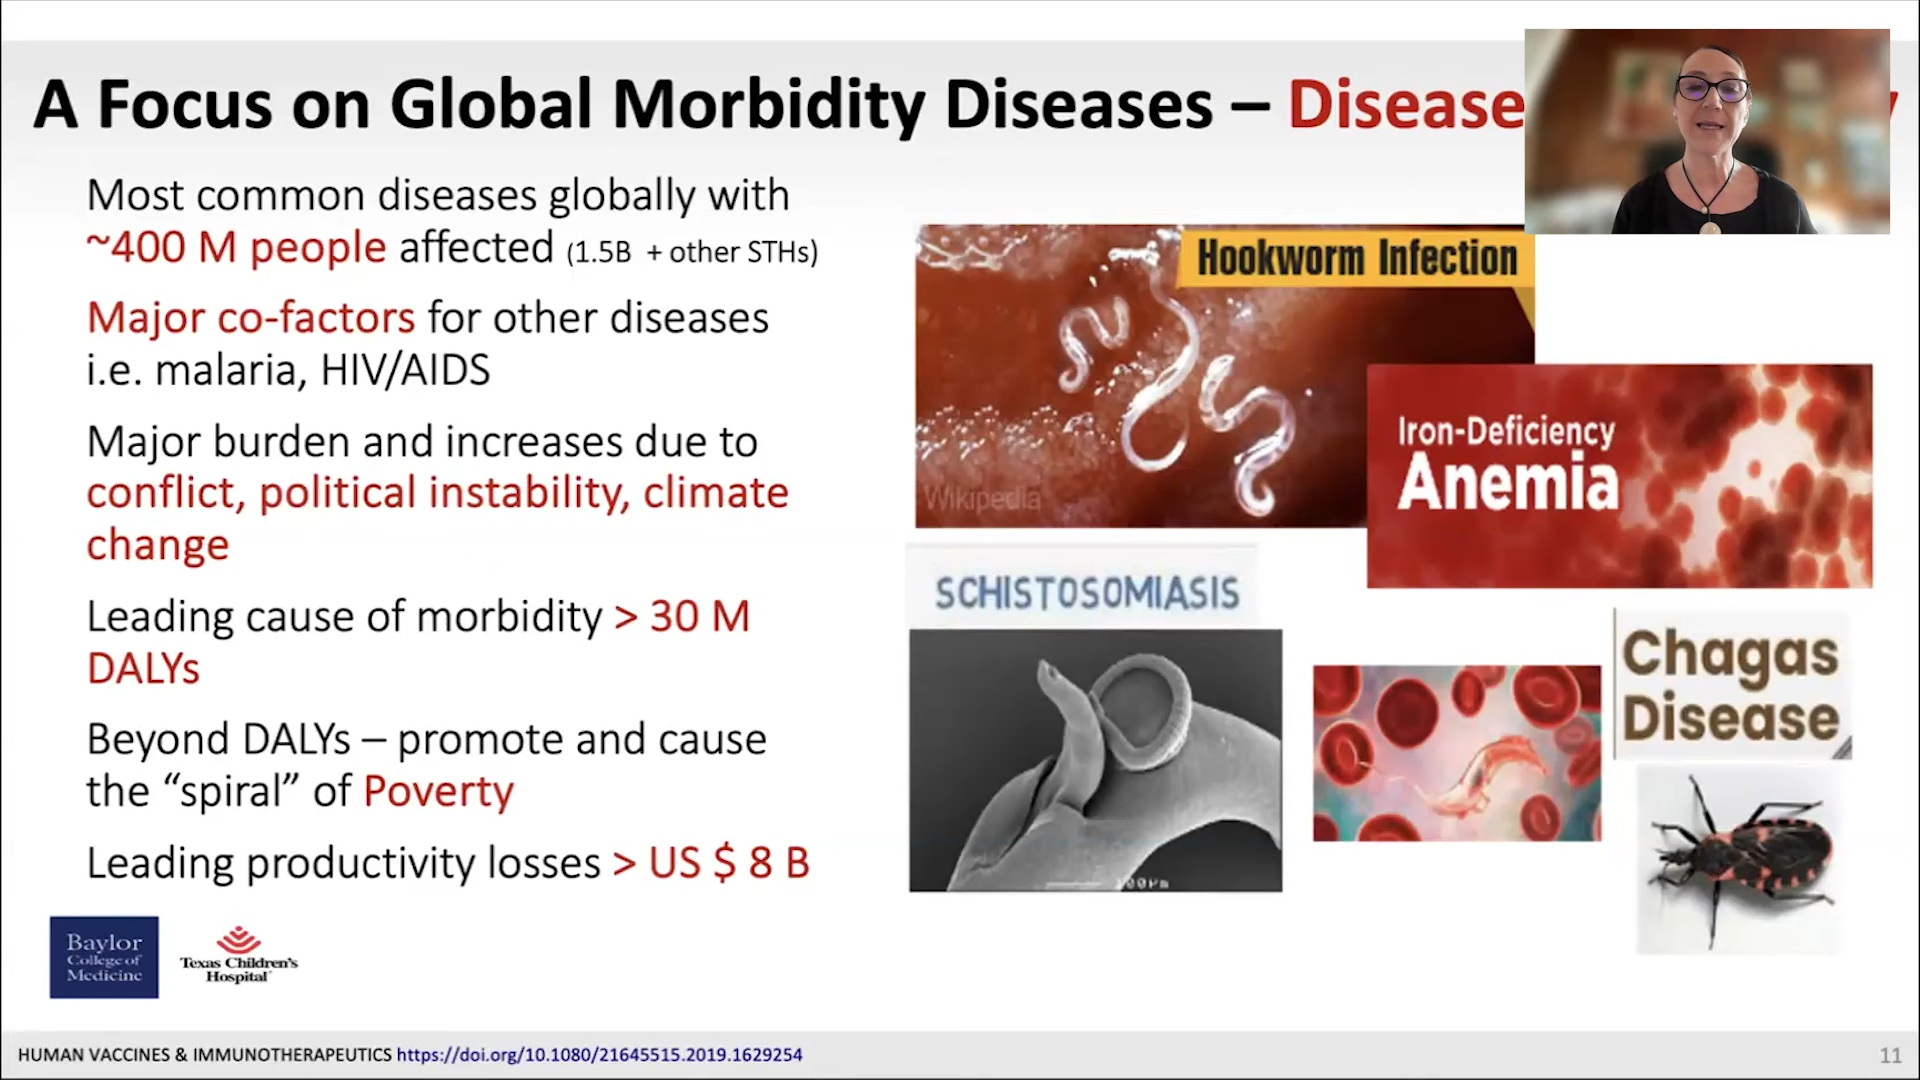 A Focus on Global Morbidity Diseases – Disease
Most common diseases globally with
~400 M people affected (1.5B + other STHs)
Major co-factors for other diseases
i.e. malaria, HIV/AIDS
Major burden and increases due to
conflict, political instability, climate
change
Leading cause of morbidity > 30 M
DALYs
Beyond DALYs – promote and cause
the “spiral” of Poverty
Leading productivity losses > US $ 8 B
Hookworm Infection
Wikipedia
Iron-Deficiency
Anemia
SCHISTOSOMIASIS
100µm
Chagas
Disease
Baylor
College of
Medicine
Texas Children's
Hospital
HUMAN VACCINES & IMMUNOTHERAPEUTICS https://doi.org/10.1080/21645515.2019.1629254
11